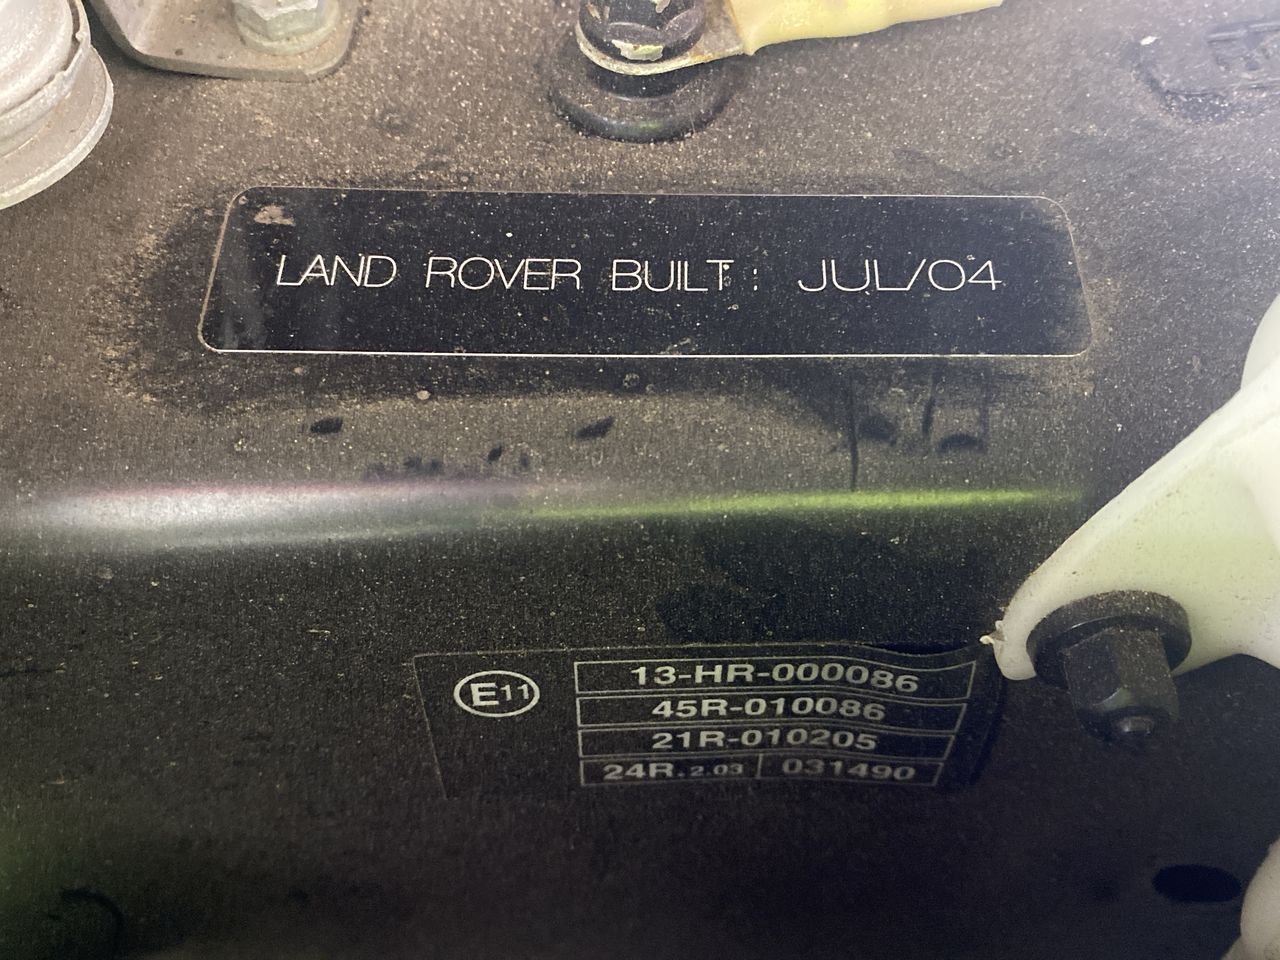 LAND ROVER BUILT: JUL/04
E11
13-HR-000086
45R-010086
21R-010205
24R.2.03 031490